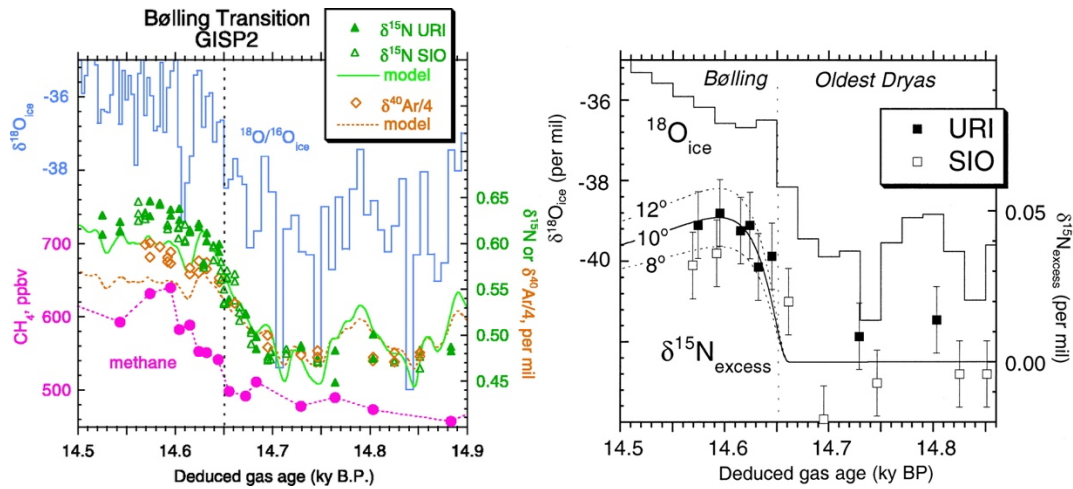 Bølling Transition
GISP2
δ¹⁵N URI
δ¹⁵N SIO
model
δ⁴⁰Ar/4
model
¹⁸O/¹⁶Oᵢcₑ
δ¹⁸Oᵢcₑ
-36
-38
700
600
500
CH₄, ppbv
methane
0.65
0.60
0.55
0.50
0.45
δ¹⁵N or δ⁴⁰Ar/4, per mil
14.5 14.6 14.7 14.8 14.9
Deduced gas age (ky B.P.)
Bølling Oldest Dryas
URI
SIO
¹⁸Oᵢcₑ
-36
-38
-40
δ¹⁸Oᵢcₑ (per mil)
12°
10°
8°
δ¹⁵Nₑₓcₑₛₛ
0.05
0.00
δ¹⁵Nₑₓcₑₛₛ (per mil)
14.5 14.6 14.7 14.8
Deduced gas age (ky BP)